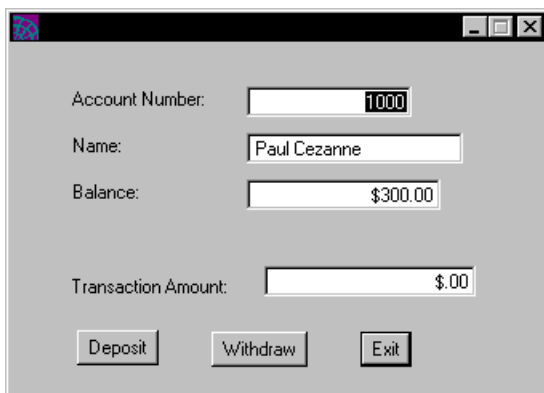 Account Number: 1000
Name: Paul Cezanne
Balance: $300.00
Transaction Amount: $.00
Deposit Withdraw Exit